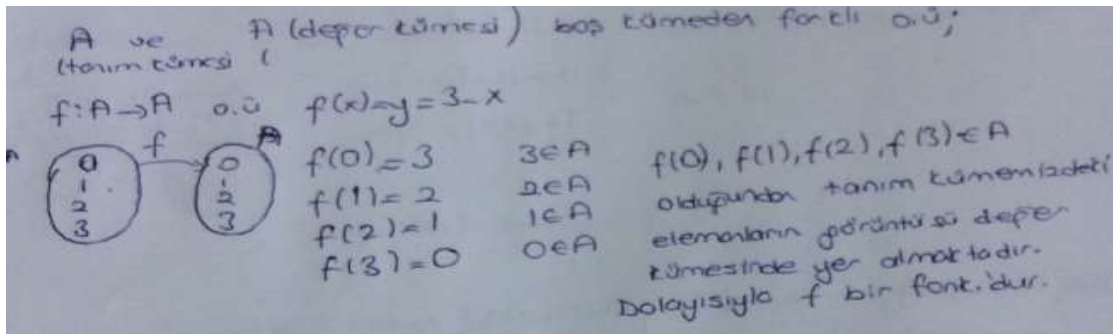 A ve A (değer kümesi) boş kümeden farklı o.ü;
(tanım kümesi (
f: A→A o.ü f(x)=y=3-x
f
A
0 0
1 1
2 2
3 3
f(0)=3 3∈A
f(1)=2 2∈A
f(2)=1 1∈A
f(3)=0 0∈A
f(0), f(1), f(2), f(3)∈A
olduğundan tanım kümemizdeki
elemanların görüntüsü değer
kümesinde yer almaktadır.
Dolayısıyla f bir fonk.'dur.